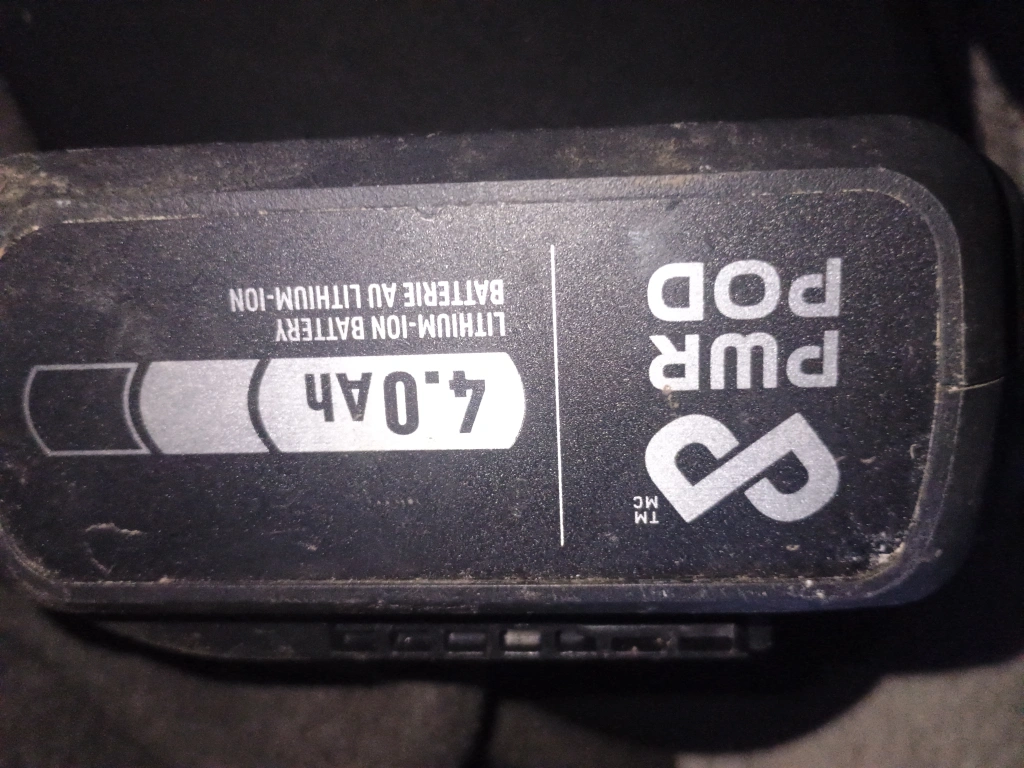 TM
MC
PWR
POD
4.0Ah
LITHIUM-ION BATTERY
BATTERIE AU LITHIUM-ION